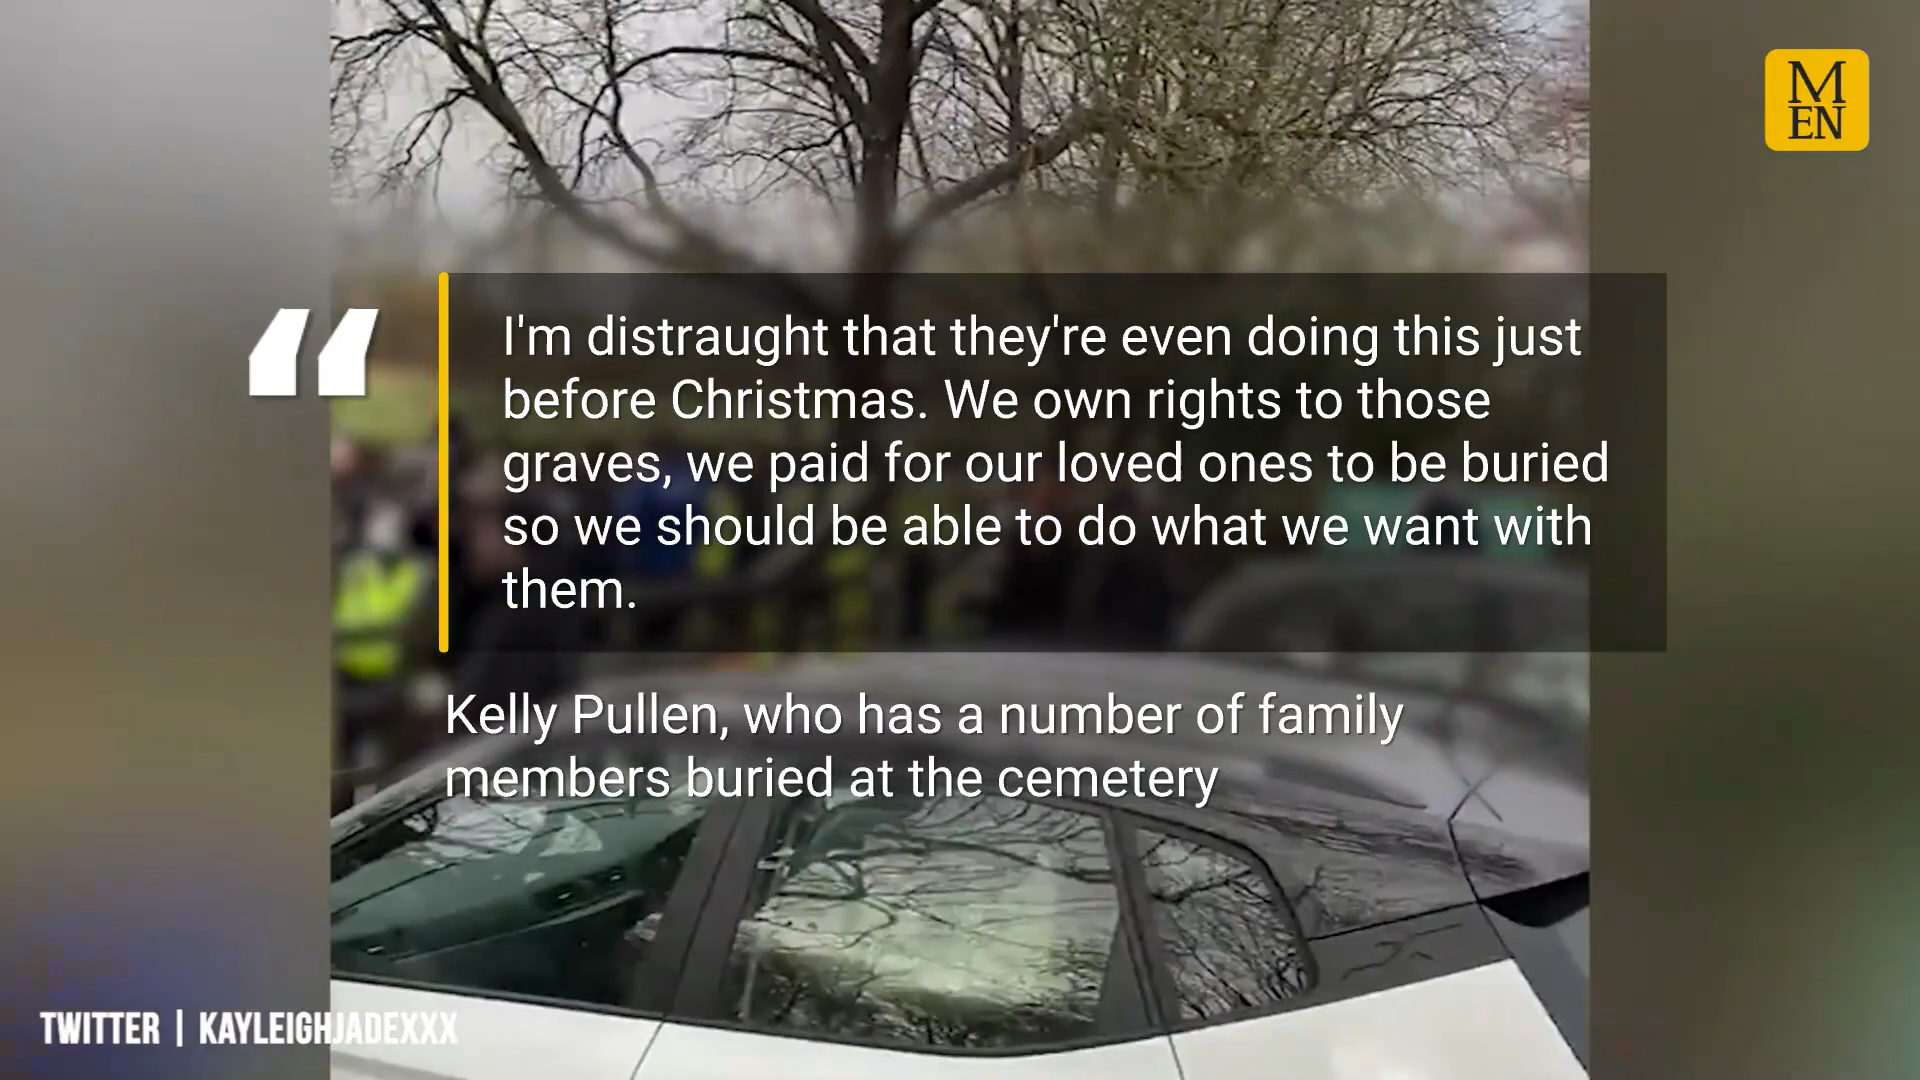 M
EN
“
I'm distraught that they're even doing this just
before Christmas. We own rights to those
graves, we paid for our loved ones to be buried
so we should be able to do what we want with
them.
Kelly Pullen, who has a number of family
members buried at the cemetery
TWITTER | KAYLEIGHJADEXXX